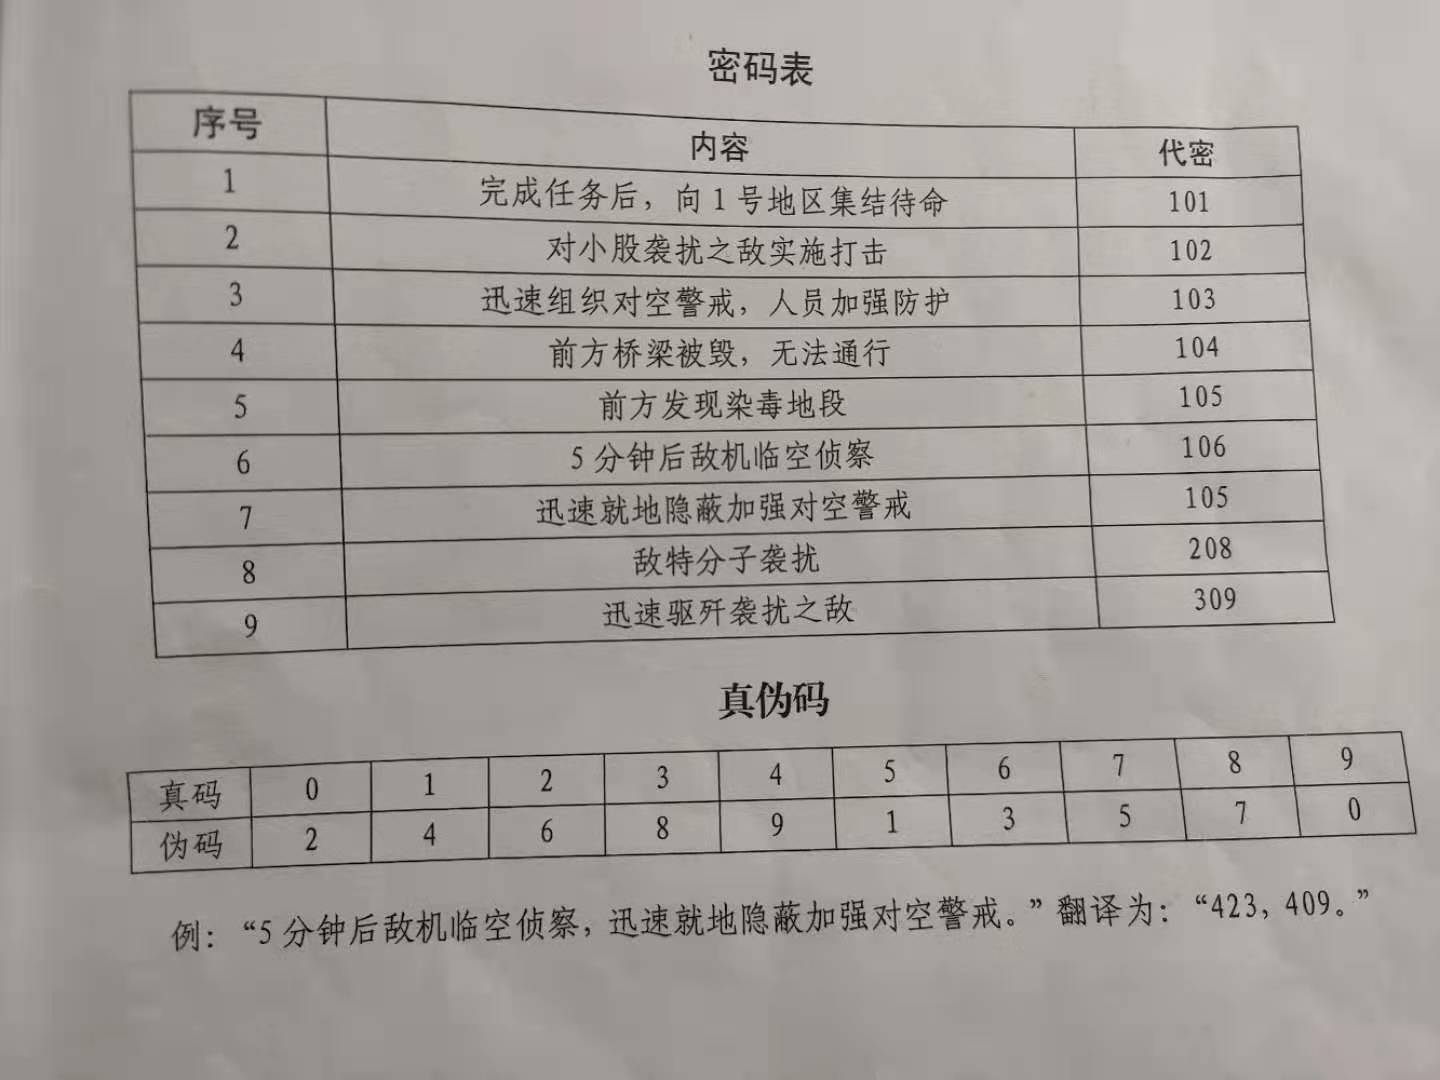 密码表
序号 内容 代密
1 完成任务后，向1号地区集结待命 101
2 对小股袭扰之敌实施打击 102
3 迅速组织对空警戒，人员加强防护 103
4 前方桥梁被毁，无法通行 104
5 前方发现染毒地段 105
6 5分钟后敌机临空侦察 106
7 迅速就地隐蔽加强对空警戒 105
8 敌特分子袭扰 208
9 迅速驱歼袭扰之敌 309
真伪码
真码 0 1 2 3 4 5 6 7 8 9
伪码 2 4 6 8 9 1 3 5 7 0
例：“5分钟后敌机临空侦察，迅速就地隐蔽加强对空警戒。”翻译为：“423，409。”